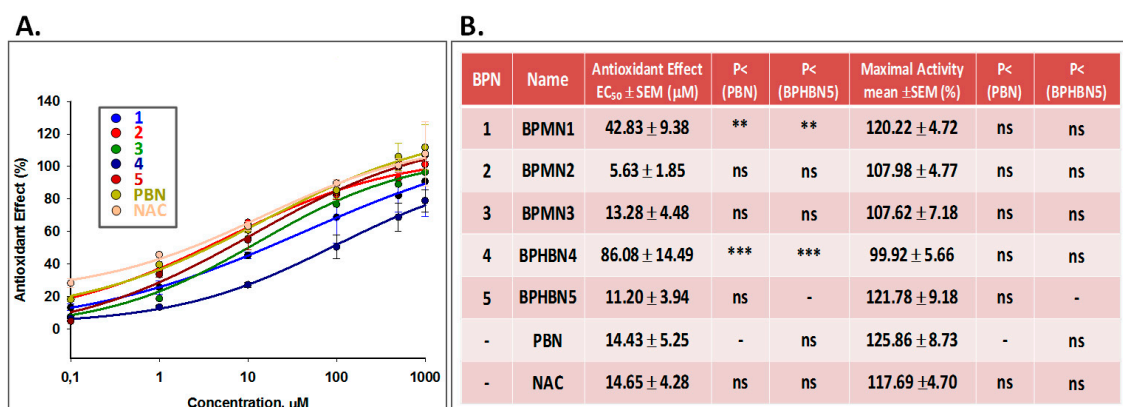 A.
140
120
100
80
60
40
20
0
Antioxidant Effect (%)
1
2
3
4
5
PBN
NAC
0,1 1 10 100 1000
Concentration, µM
B.
BPN Name Antioxidant Effect EC50 ± SEM (µM) P< (PBN) P< (BPHBN5) Maximal Activity mean ±SEM (%) P< (PBN) P< (BPHBN5)
1 BPMN1 42.83 ± 9.38 ** ** 120.22 ± 4.72 ns ns
2 BPMN2 5.63 ± 1.85 ns ns 107.98 ± 4.77 ns ns
3 BPMN3 13.28 ± 4.48 ns ns 107.62 ± 7.18 ns ns
4 BPHBN4 86.08 ± 14.49 *** *** 99.92 ± 5.66 ns ns
5 BPHBN5 11.20 ± 3.94 ns - 121.78 ± 9.18 ns -
- PBN 14.43 ± 5.25 - ns 125.86 ± 8.73 - ns
- NAC 14.65 ± 4.28 ns ns 117.69 ± 4.70 ns ns